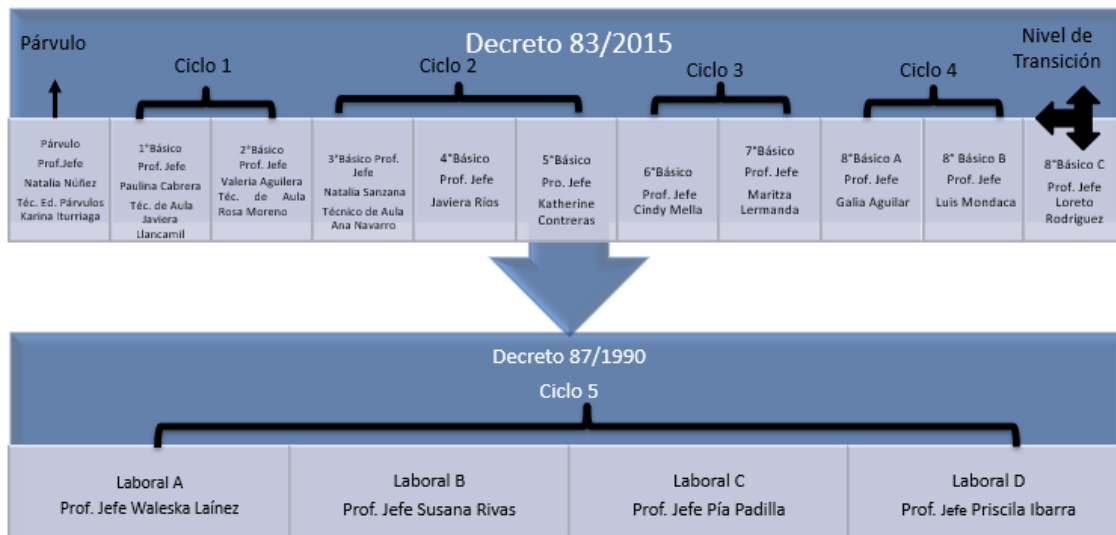 Párvulo
Decreto 83/2015
Nivel de
Transición
Ciclo 1
Ciclo 2
Ciclo 3
Ciclo 4
Párvulo
Prof.Jefe
Natalia Núñez
Téc. Ed. Párvulos
Karina Iturriaga
1°Básico
Prof. Jefe
Paulina Cabrera
Téc. de Aula
Javiera
Llancamil
2°Básico
Prof. Jefe
Valeria Aguilera
Téc. de Aula
Rosa Moreno
3°Básico Prof.
Jefe
Natalia Sanzana
Técnico de Aula
Ana Navarro
4°Básico
Prof. Jefe
Javiera Ríos
5°Básico
Pro. Jefe
Katherine
Contreras
6°Básico
Prof. Jefe
Cindy Mella
7°Básico
Prof. Jefe
Maritza
Lermanda
8°Básico A
Prof. Jefe
Galia Aguilar
8° Básico B
Prof. Jefe
Luis Mondaca
8°Básico C
Prof. Jefe
Loreto
Rodriguez
Decreto 87/1990
Ciclo 5
Laboral A
Prof. Jefe Waleska Laínez
Laboral B
Prof. Jefe Susana Rivas
Laboral C
Prof. Jefe Pía Padilla
Laboral D
Prof. Jefe Priscila Ibarra